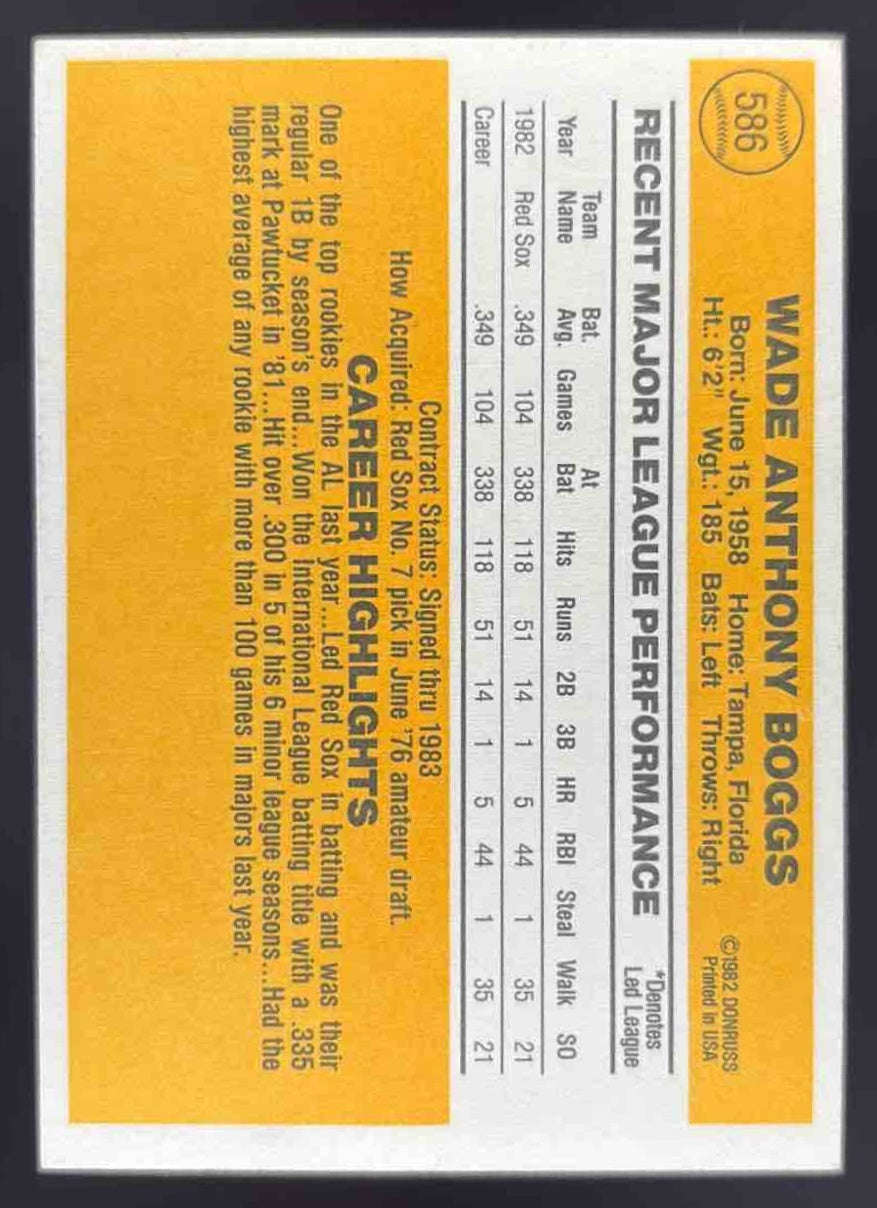 586
WADE ANTHONY BOGGS
Born: June 15, 1958 Home: Tampa, Florida
Ht.: 6'2" Wgt.: 185 Bats: Left Throws: Right
©1982 DONRUSS
Printed in USA
RECENT MAJOR LEAGUE PERFORMANCE
*Denotes
Led League
Team Bat. At
Year Name Avg. Games Bat Hits Runs 2B 3B HR RBI Steal Walk SO
1982 Red Sox .349 104 338 118 51 14 1 5 44 1 35 21
Career .349 104 338 118 51 14 1 5 44 1 35 21
Contract Status: Signed thru 1983
How Acquired: Red Sox No. 7 pick in June '76 amateur draft.
CAREER HIGHLIGHTS
One of the top rookies in the AL last year...Led Red Sox in batting and was their
regular 1B by season's end...Won the International League batting title with a .335
mark at Pawtucket in '81...Hit over .300 in 5 of his 6 minor league seasons...Had the
highest average of any rookie with more than 100 games in majors last year.